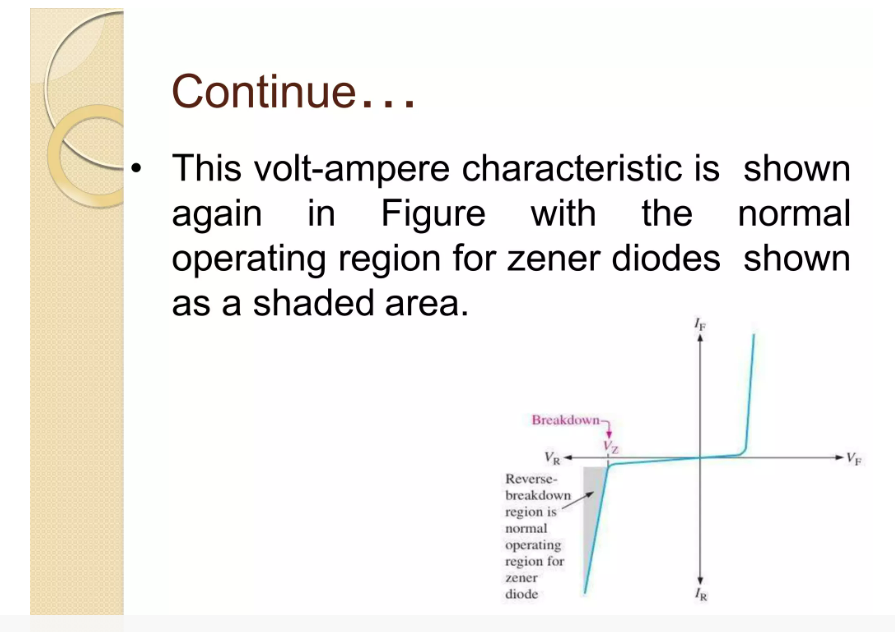 Continue...
• This volt-ampere characteristic is shown
again in Figure with the normal
operating region for zener diodes shown
as a shaded area.
I_F
Breakdown
V_Z
V_R
V_F
Reverse-
breakdown
region is
normal
operating
region for
zener
diode
I_R